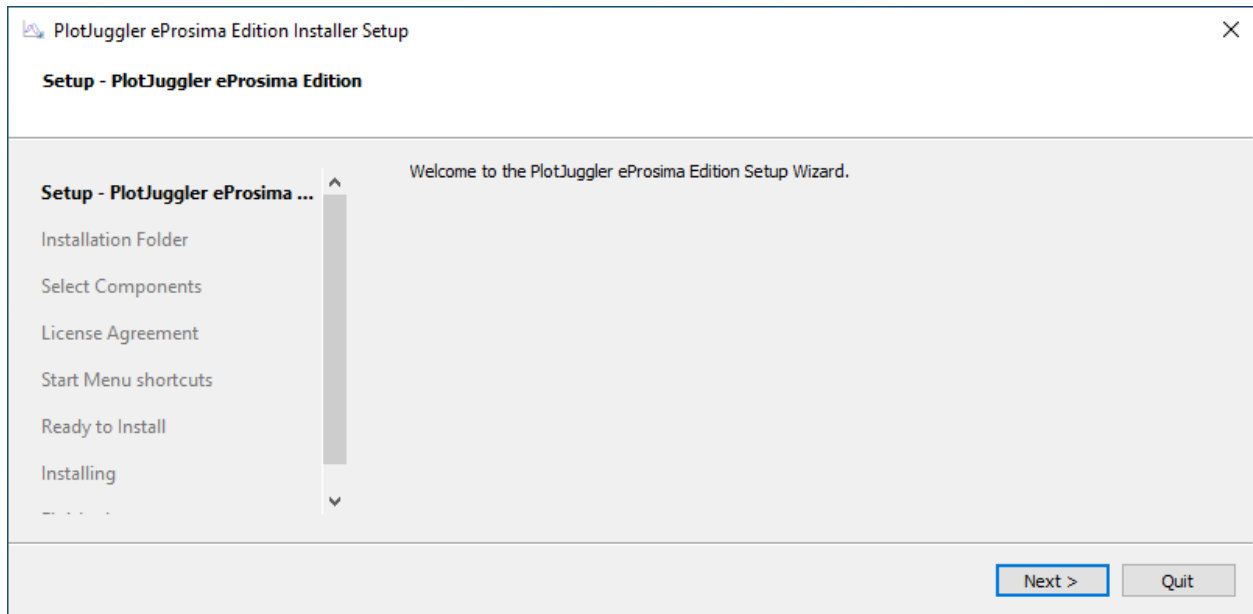 PlotJuggler eProsima Edition Installer Setup
Setup - PlotJuggler eProsima Edition
Setup - PlotJuggler eProsima ...
Welcome to the PlotJuggler eProsima Edition Setup Wizard.
Installation Folder
Select Components
License Agreement
Start Menu shortcuts
Ready to Install
Installing
Next >
Quit